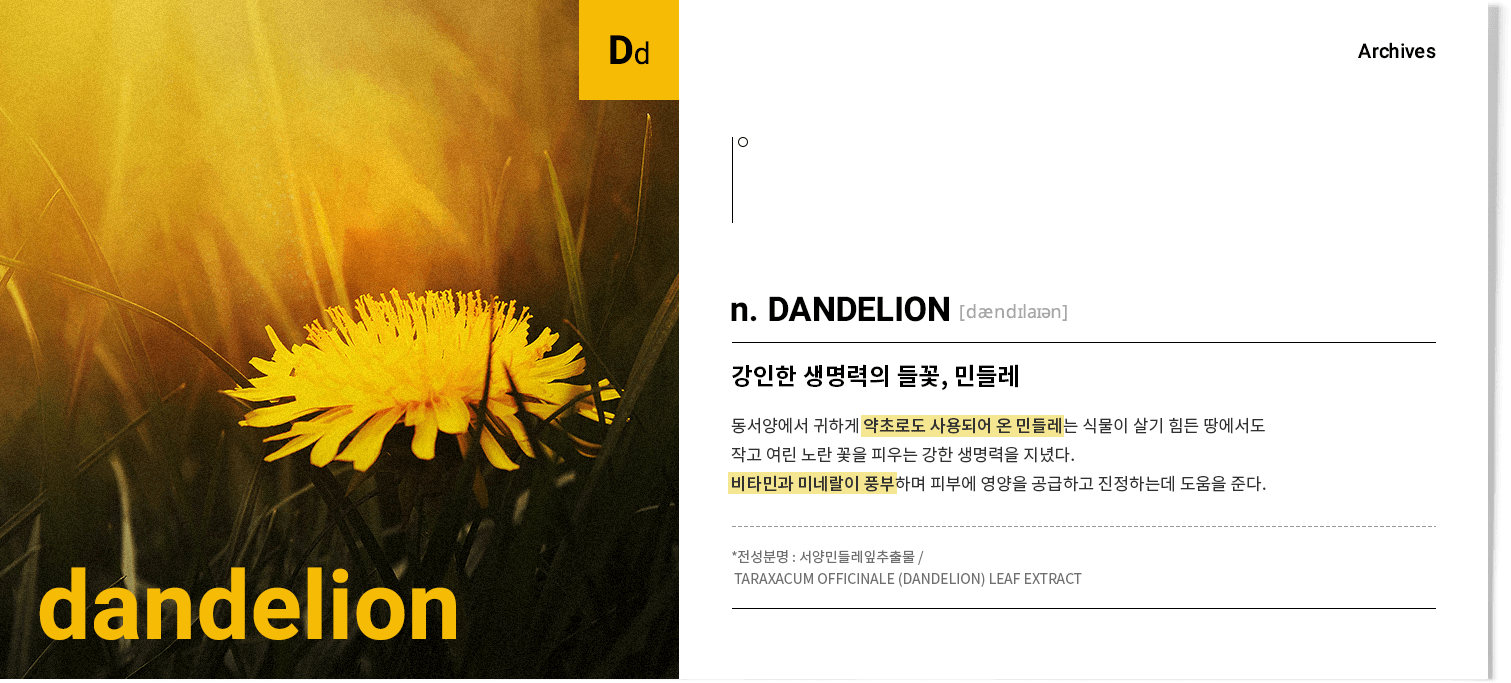 Dd
Archives
n. DANDELION [dændɪlaɪən]
강인한 생명력의 들꽃, 민들레
동서양에서 귀하게 약초로도 사용되어 온 민들레는 식물이 살기 힘든 땅에서도
작고 여린 노란 꽃을 피우는 강한 생명력을 지녔다.
비타민과 미네랄이 풍부하며 피부에 영양을 공급하고 진정하는데 도움을 준다.
*전성분명 : 서양민들레잎추출물 /
TARAXACUM OFFICINALE (DANDELION) LEAF EXTRACT
dandelion